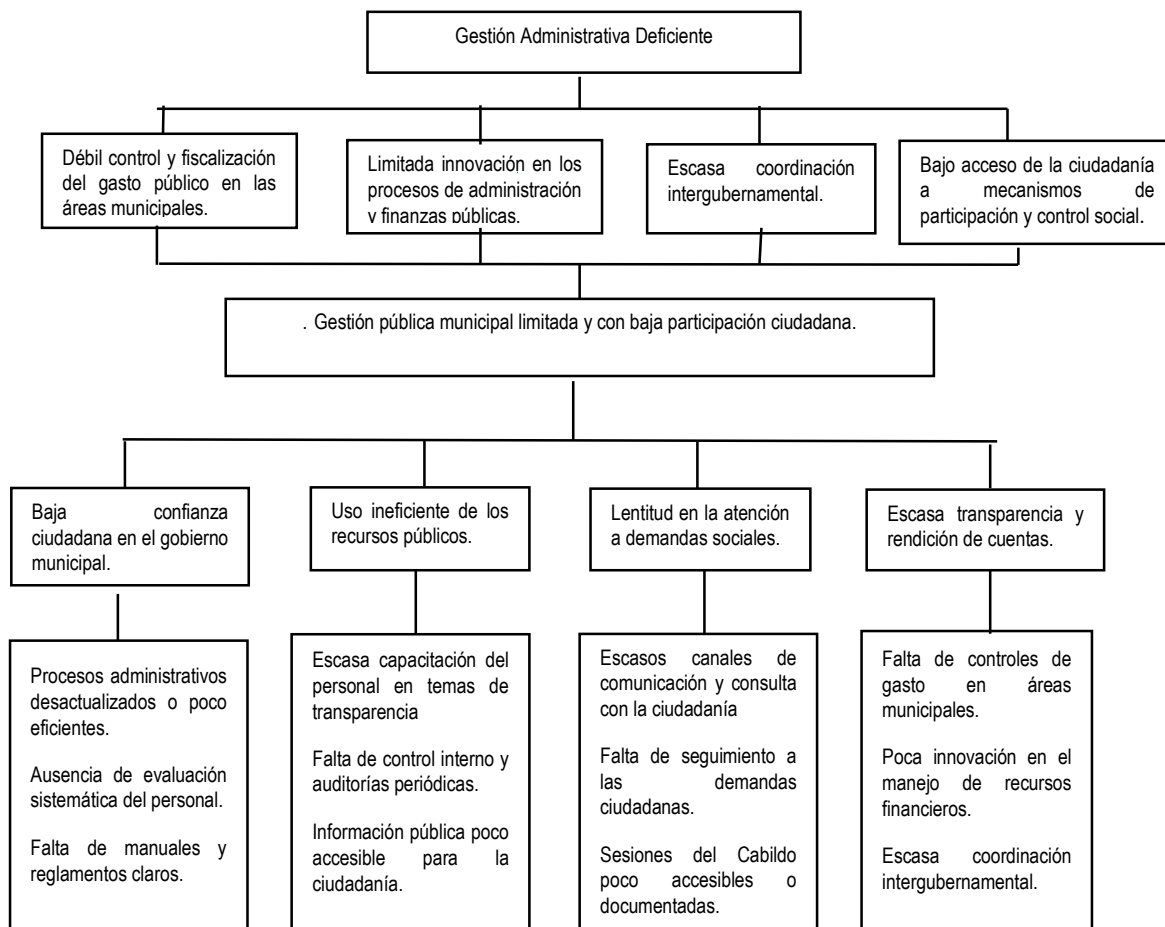 Gestión Administrativa Deficiente
Débil control y fiscalización
del gasto público en las
áreas municipales.
Limitada innovación en los
procesos de administración
y finanzas públicas.
Escasa coordinación
intergubernamental.
Bajo acceso de la ciudadanía
a mecanismos de
participación y control social.
. Gestión pública municipal limitada y con baja participación ciudadana.
Baja confianza
ciudadana en el gobierno
municipal.
Uso ineficiente de los
recursos públicos.
Lentitud en la atención
a demandas sociales.
Escasa transparencia y
rendición de cuentas.
Procesos administrativos
desactualizados o poco
eficientes.
Ausencia de evaluación
sistemática del personal.
Falta de manuales y
reglamentos claros.
Escasa capacitación del
personal en temas de
transparencia
Falta de control interno y
auditorías periódicas.
Información pública poco
accesible para la
ciudadanía.
Escasos canales de
comunicación y consulta
con la ciudadanía
Falta de seguimiento a
las demandas
ciudadanas.
Sesiones del Cabildo
poco accesibles o
documentadas.
Falta de controles de
gasto en áreas
municipales.
Poca innovación en el
manejo de recursos
financieros.
Escasa coordinación
intergubernamental.